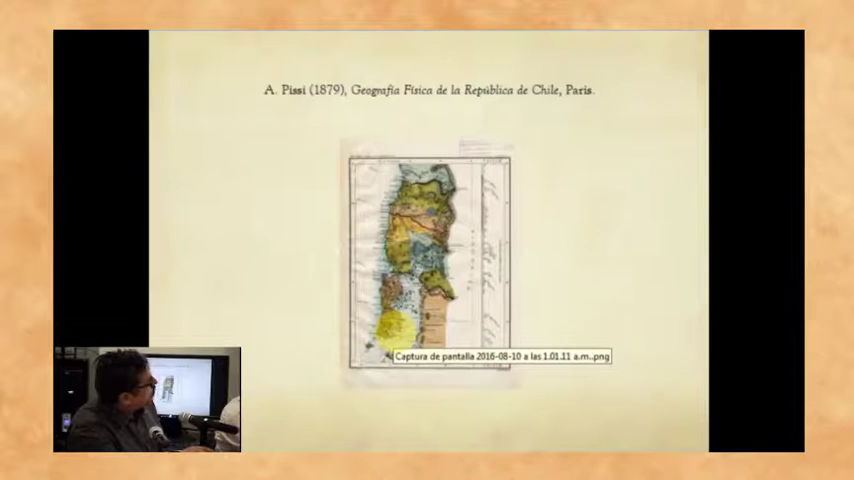 A. Pissi (1879), Geografía Física de la República de Chile, Paris.
Captura de pantalla 2016-08-10 a las 1.01.11 a.m..png